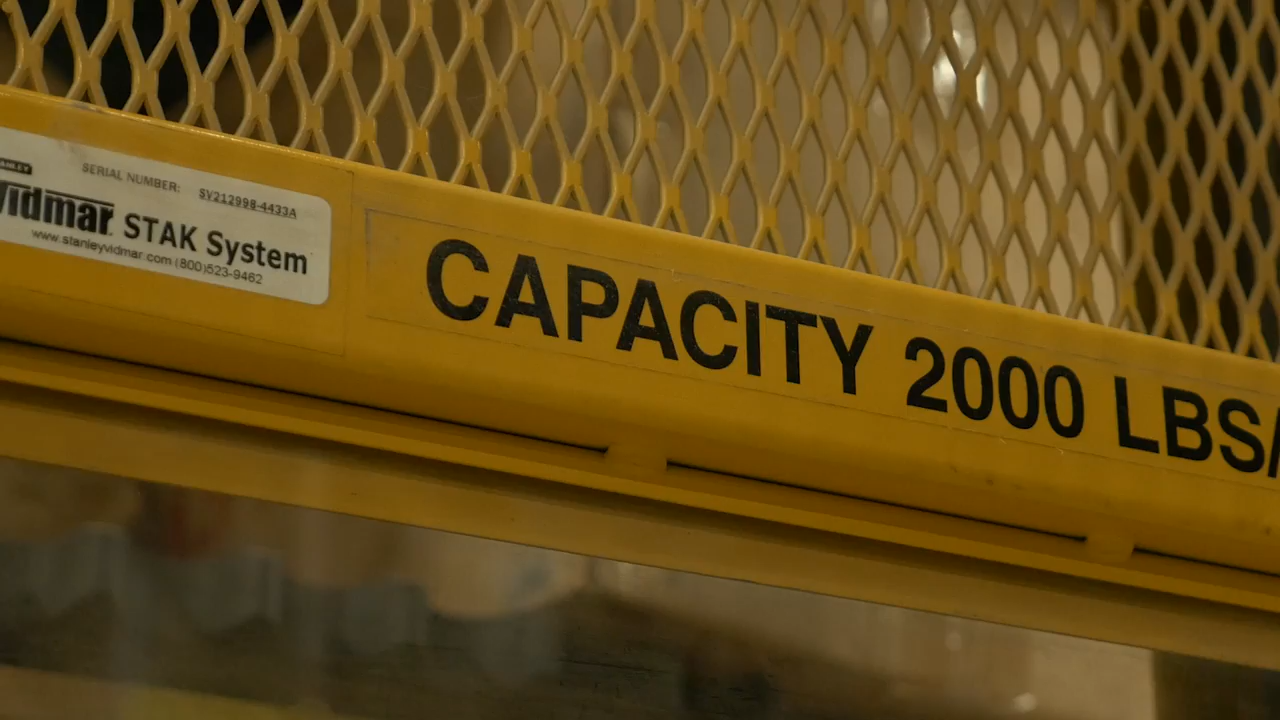 SERIAL NUMBER: SV212998-4433A
Vidmar STAK System
www.stanleyvidmar.com (800)523-9462
CAPACITY 2000 LBS